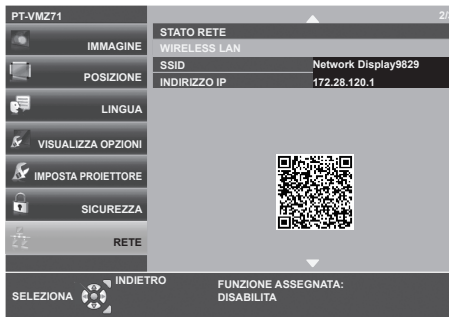 PT-VMZ71
2/
IMMAGINE
POSIZIONE
LINGUA
VISUALIZZA OPZIONI
IMPOSTA PROIETTORE
SICUREZZA
RETE
STATO RETE
WIRELESS LAN
SSID Network Display9829
INDIRIZZO IP 172.28.120.1
SELEZIONA
INDIETRO
FUNZIONE ASSEGNATA:
DISABILITA